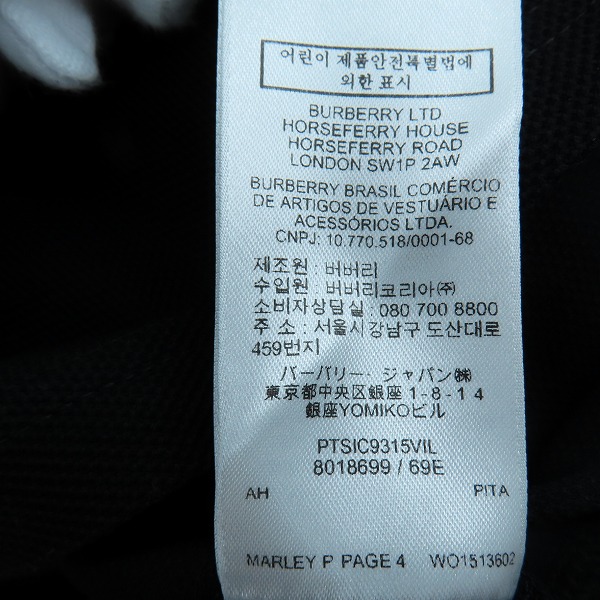 어린이 제품안전특별법에
의한 표시
BURBERRY LTD
HORSEFERRY HOUSE
HORSEFERRY ROAD
LONDON SW1P 2AW
BURBERRY BRASIL COMÉRCIO
DE ARTIGOS DE VESTUÁRIO E
ACESSÓRIOS LTDA.
CNPJ: 10.770.518/0001-68
제조원 : 버버리
수입원 : 버버리코리아㈜
소비자상담실 : 080 700 8800
주 소 : 서울시강남구 도산대로
459번지
バーバリー・ジャパン㈱
東京都中央区銀座 1 - 8 - 1 4
銀座YOMIKOビル
PTSIC9315VIL
8018699 / 69E
AH PITA
MARLEY P PAGE 4 WO1513602